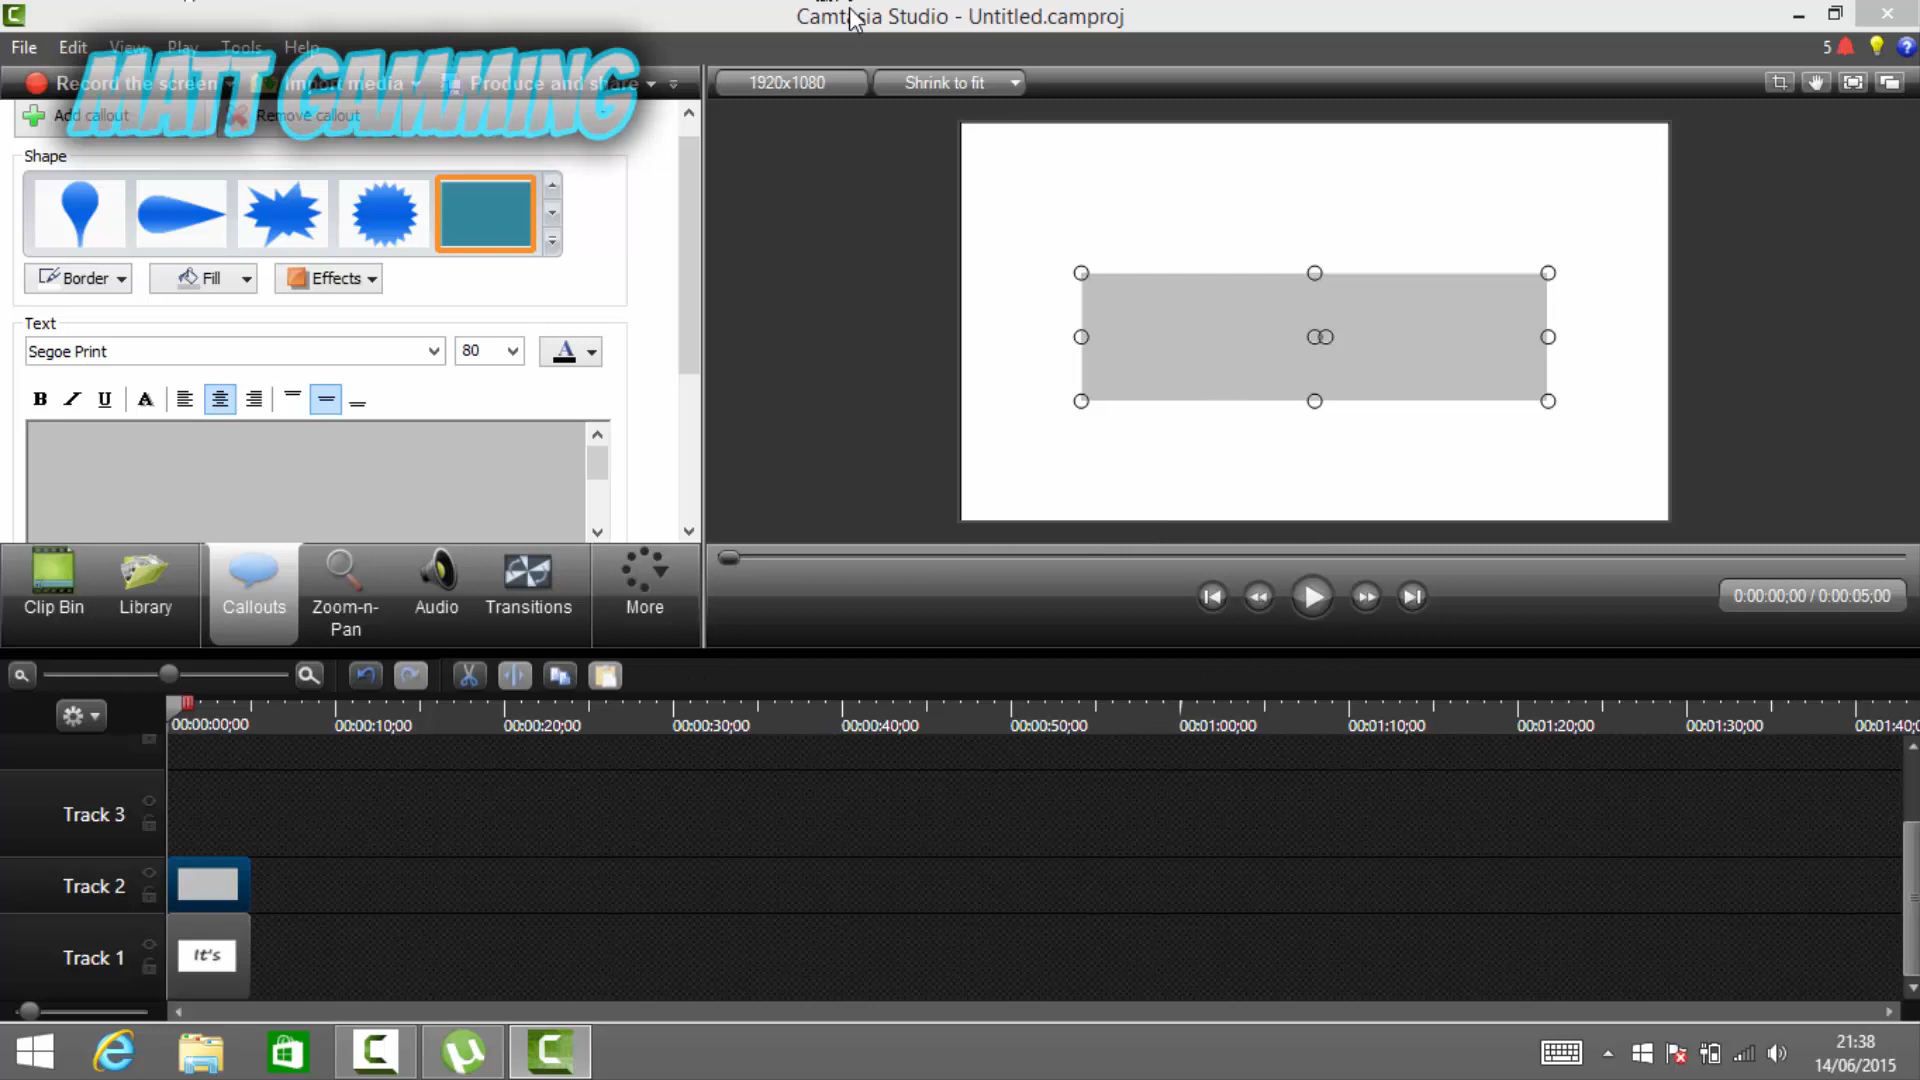 Camtasia Studio - Untitled.camproj
File Edit View Play Tools Help
5
MATT GAMMING
Record the screen Import media Produce and share
1920x1080 Shrink to fit
Add callout Remove callout
Shape
Border Fill Effects
Text
Segoe Print 80 A
B I U A
Clip Bin Library Callouts Zoom-n-Pan Audio Transitions More
0:00:00;00 / 0:00:05;00
00:00:00;00 00:00:10;00 00:00:20;00 00:00:30;00 00:00:40;00 00:00:50;00 00:01:00;00 00:01:10;00 00:01:20;00 00:01:30;00 00:01:40;
Track 3
Track 2
Track 1 It's
21:38
14/06/2015